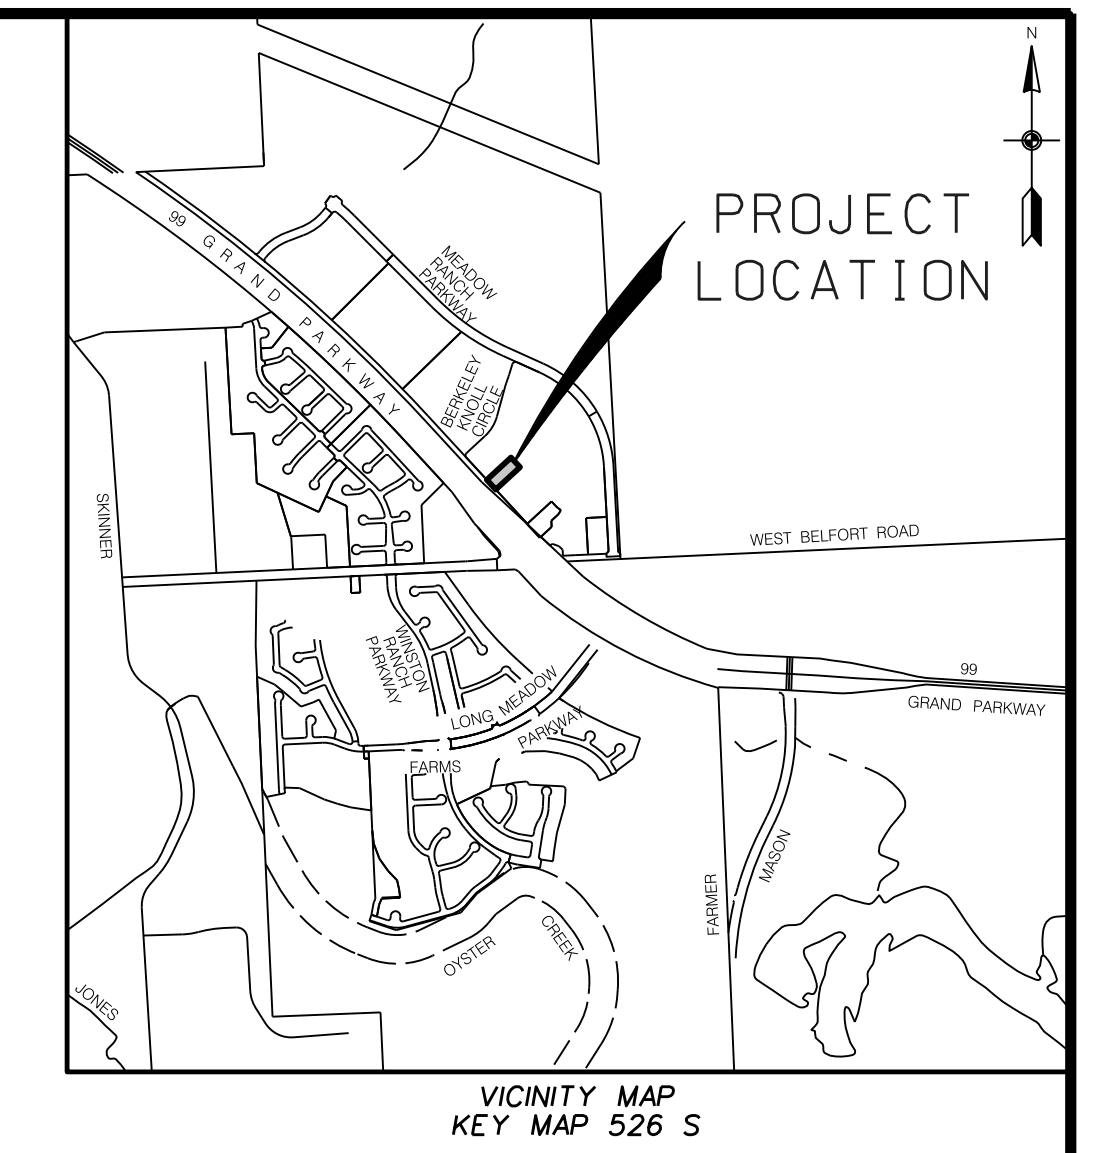 N
PROJECT
LOCATION
99 GRAND PARKWAY
MEADOW
RANCH
PARKWAY
BERKELEY
KNOLL
CIRCLE
SKINNER
WEST BELFORT ROAD
WINSTON
RANCH
PARKWAY
99
GRAND PARKWAY
LONG MEADOW
FARMS
PARKWAY
MASON
FARMER
OYSTER
CREEK
JONES
VICINITY MAP
KEY MAP 526 S